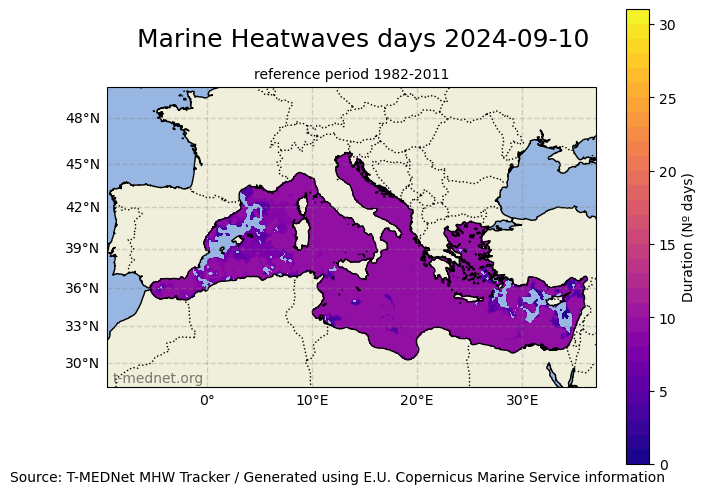 Marine Heatwaves days 2024-09-10
reference period 1982-2011
48°N
45°N
42°N
39°N
36°N
33°N
30°N
t-mednet.org
0°
10°E
20°E
30°E
30
25
20
15
10
5
0
Duration (Nº days)
Source: T-MEDNet MHW Tracker / Generated using E.U. Copernicus Marine Service information